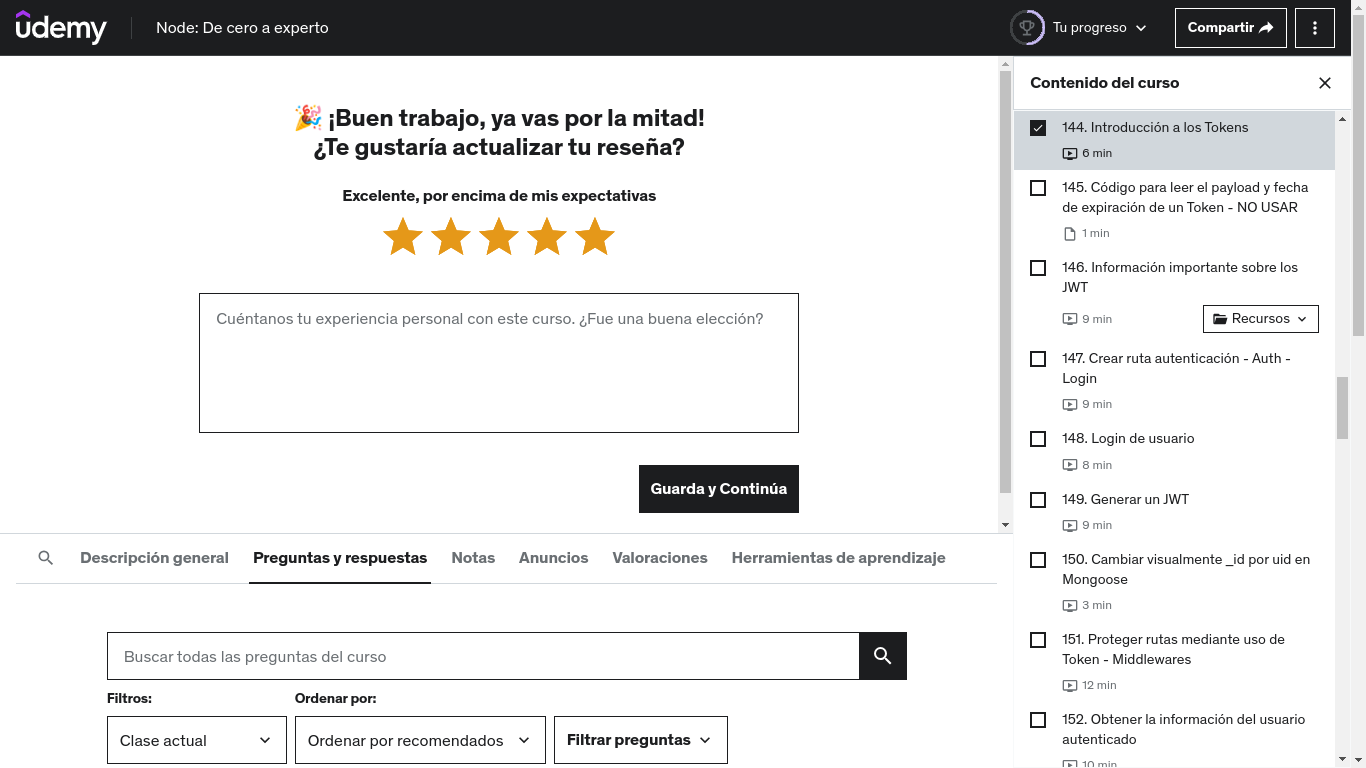 udemy
Node: De cero a experto
Tu progreso
Compartir
¡Buen trabajo, ya vas por la mitad!
¿Te gustaría actualizar tu reseña?
Excelente, por encima de mis expectativas
Cuéntanos tu experiencia personal con este curso. ¿Fue una buena elección?
Guarda y Continúa
Descripción general
Preguntas y respuestas
Notas
Anuncios
Valoraciones
Herramientas de aprendizaje
Buscar todas las preguntas del curso
Filtros:
Ordenar por:
Clase actual
Ordenar por recomendados
Filtrar preguntas
Contenido del curso
144. Introducción a los Tokens
6 min
145. Código para leer el payload y fecha
de expiración de un Token - NO USAR
1 min
146. Información importante sobre los
JWT
9 min
Recursos
147. Crear ruta autenticación - Auth -
Login
9 min
148. Login de usuario
8 min
149. Generar un JWT
9 min
150. Cambiar visualmente _id por uid en
Mongoose
3 min
151. Proteger rutas mediante uso de
Token - Middlewares
12 min
152. Obtener la información del usuario
autenticado
10 min